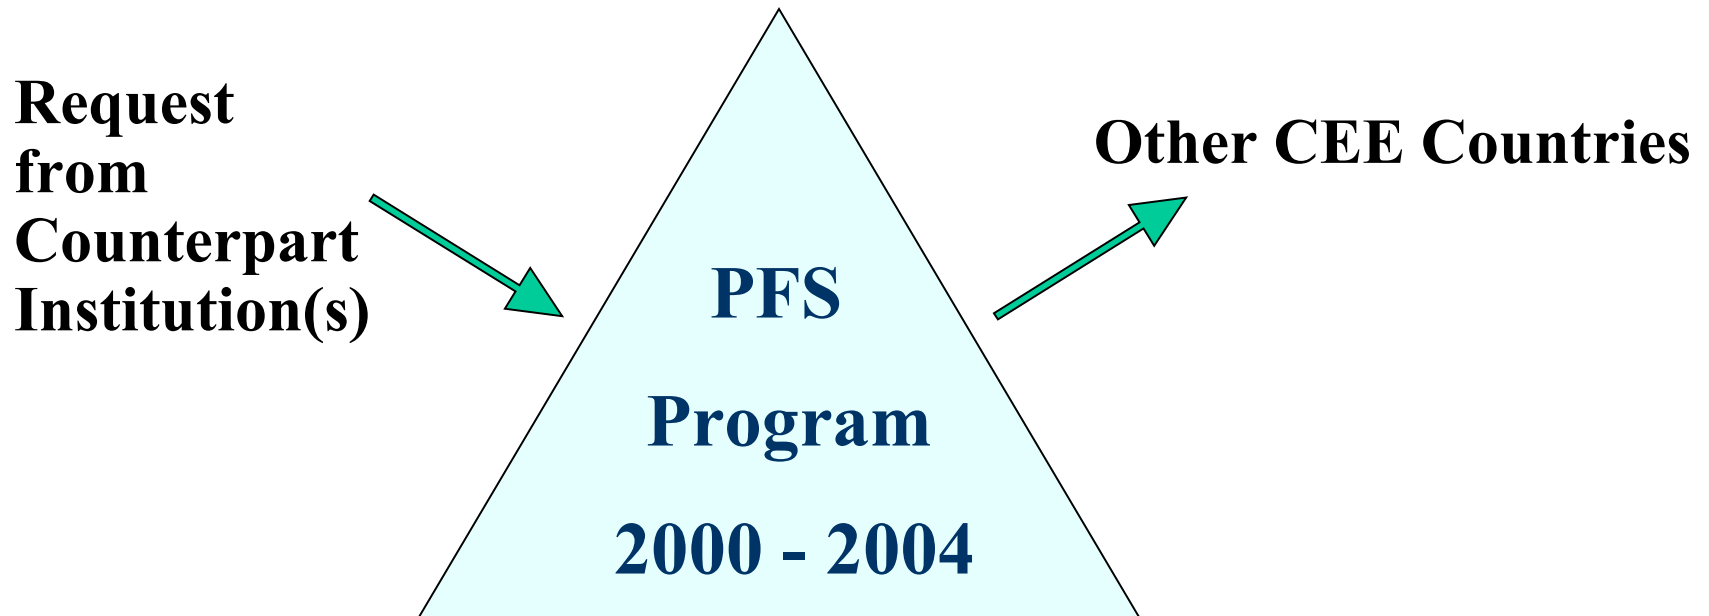 Request
from
Counterpart
Institution(s)
Other CEE Countries
PFS
Program
2000 - 2004